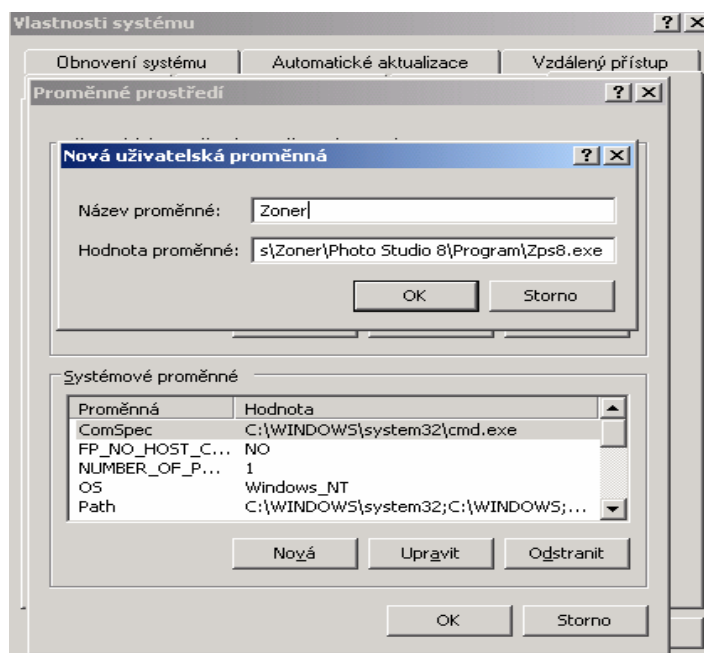 Vlastnosti systému
Obnovení systému
Automatické aktualizace
Vzdálený přístup
Proměnné prostředí
Nová uživatelská proměnná
Název proměnné:
Zoner
Hodnota proměnné:
s\Zoner\Photo Studio 8\Program\Zps8.exe
OK
Storno
Systémové proměnné
Proměnná
Hodnota
ComSpec
C:\WINDOWS\system32\cmd.exe
FP_NO_HOST_C...
NO
NUMBER_OF_P...
1
OS
Windows_NT
Path
C:\WINDOWS\system32;C:\WINDOWS;...
Nová
Upravit
Odstranit
OK
Storno